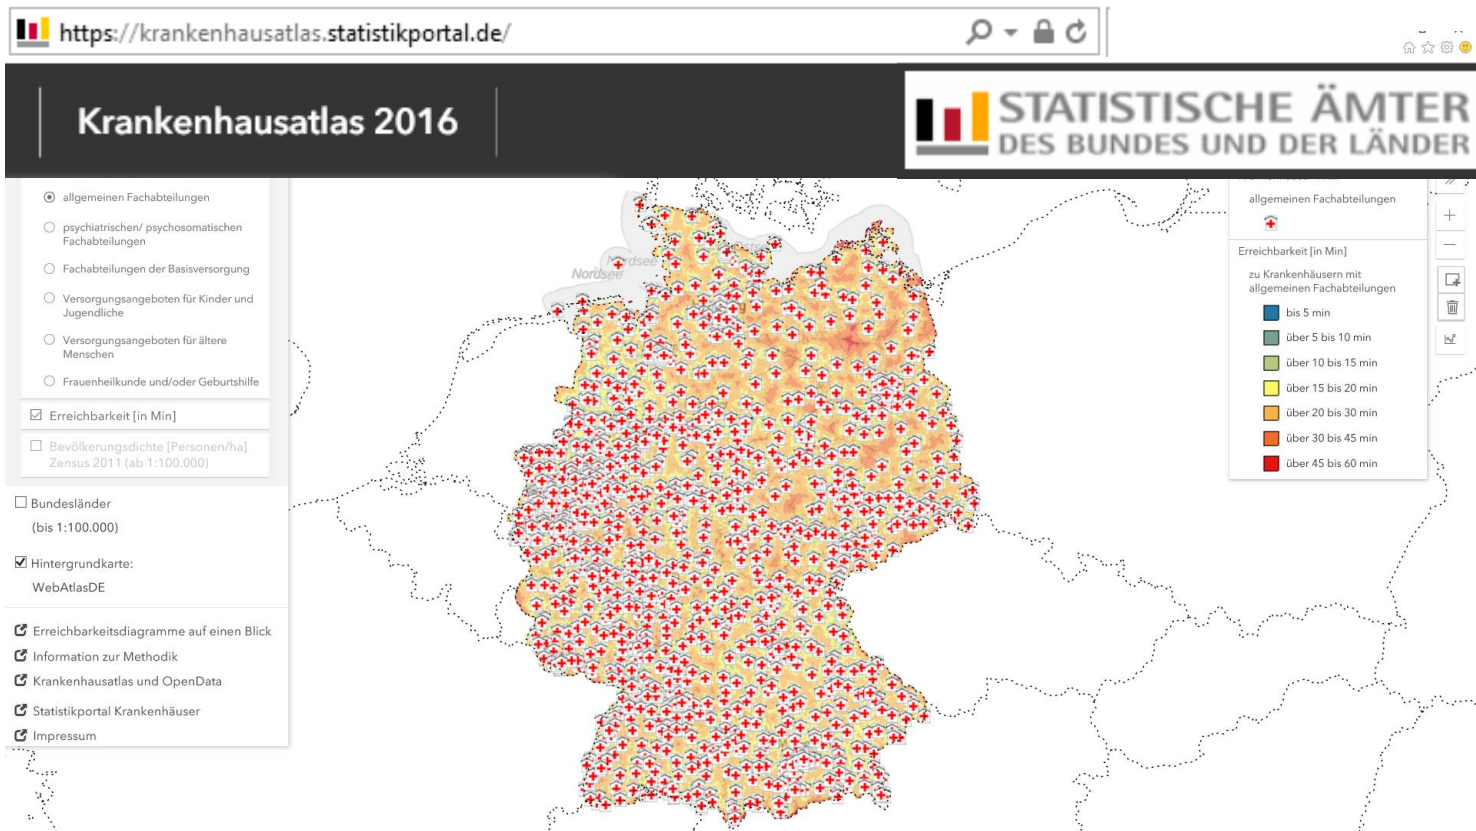 https://krankenhausatlas.statistikportal.de/
Krankenhausatlas 2016
STATISTISCHE ÄMTER
DES BUNDES UND DER LÄNDER
allgemeinen Fachabteilungen
psychiatrischen/ psychosomatischen
Fachabteilungen
Fachabteilungen der Basisversorgung
Versorgungsangeboten für Kinder und
Jugendliche
Versorgungsangeboten für ältere
Menschen
Frauenheilkunde und/oder Geburtshilfe
Erreichbarkeit [in Min]
Bevölkerungsdichte [Personen/ha]
Zensus 2011 (ab 1:100.000)
Bundesländer
(bis 1:100.000)
Hintergrundkarte:
WebAtlasDE
Erreichbarkeitsdiagramme auf einen Blick
Information zur Methodik
Krankenhausatlas und OpenData
Statistikportal Krankenhäuser
Impressum
Nordsee
Nordsee
allgemeinen Fachabteilungen
Erreichbarkeit [in Min]
zu Krankenhäusern mit
allgemeinen Fachabteilungen
bis 5 min
über 5 bis 10 min
über 10 bis 15 min
über 15 bis 20 min
über 20 bis 30 min
über 30 bis 45 min
über 45 bis 60 min